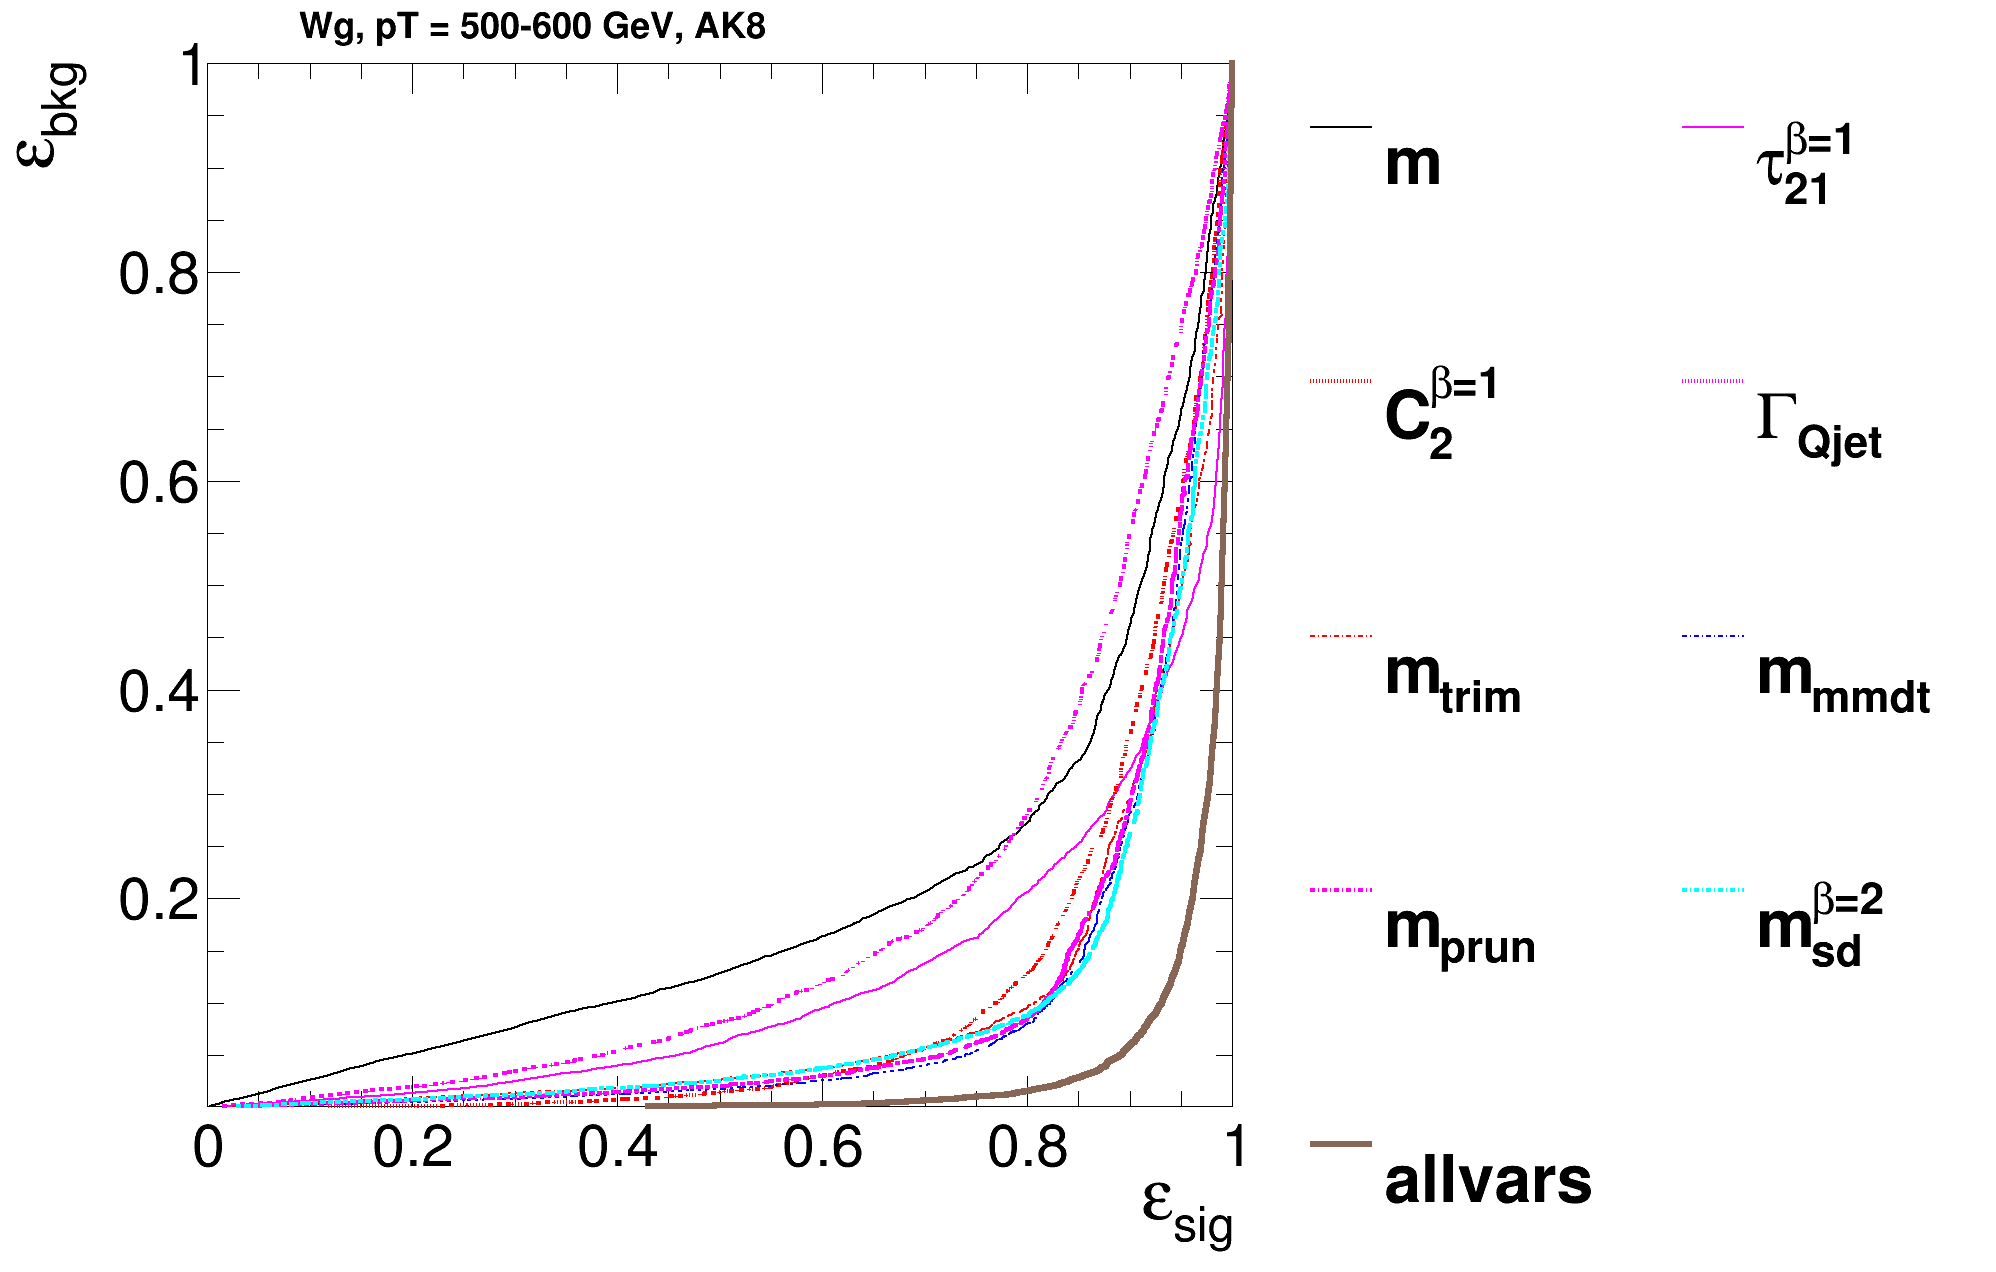 Wg, pT = 500-600 GeV, AK8
1
ε_bkg
0.8
0.6
0.4
0.2
0 0.2 0.4 0.6 0.8 1
ε_sig
m
τ_21^β=1
C_2^β=1
Γ_Qjet
m_trim
m_mmdt
m_prun
m_sd^β=2
allvars